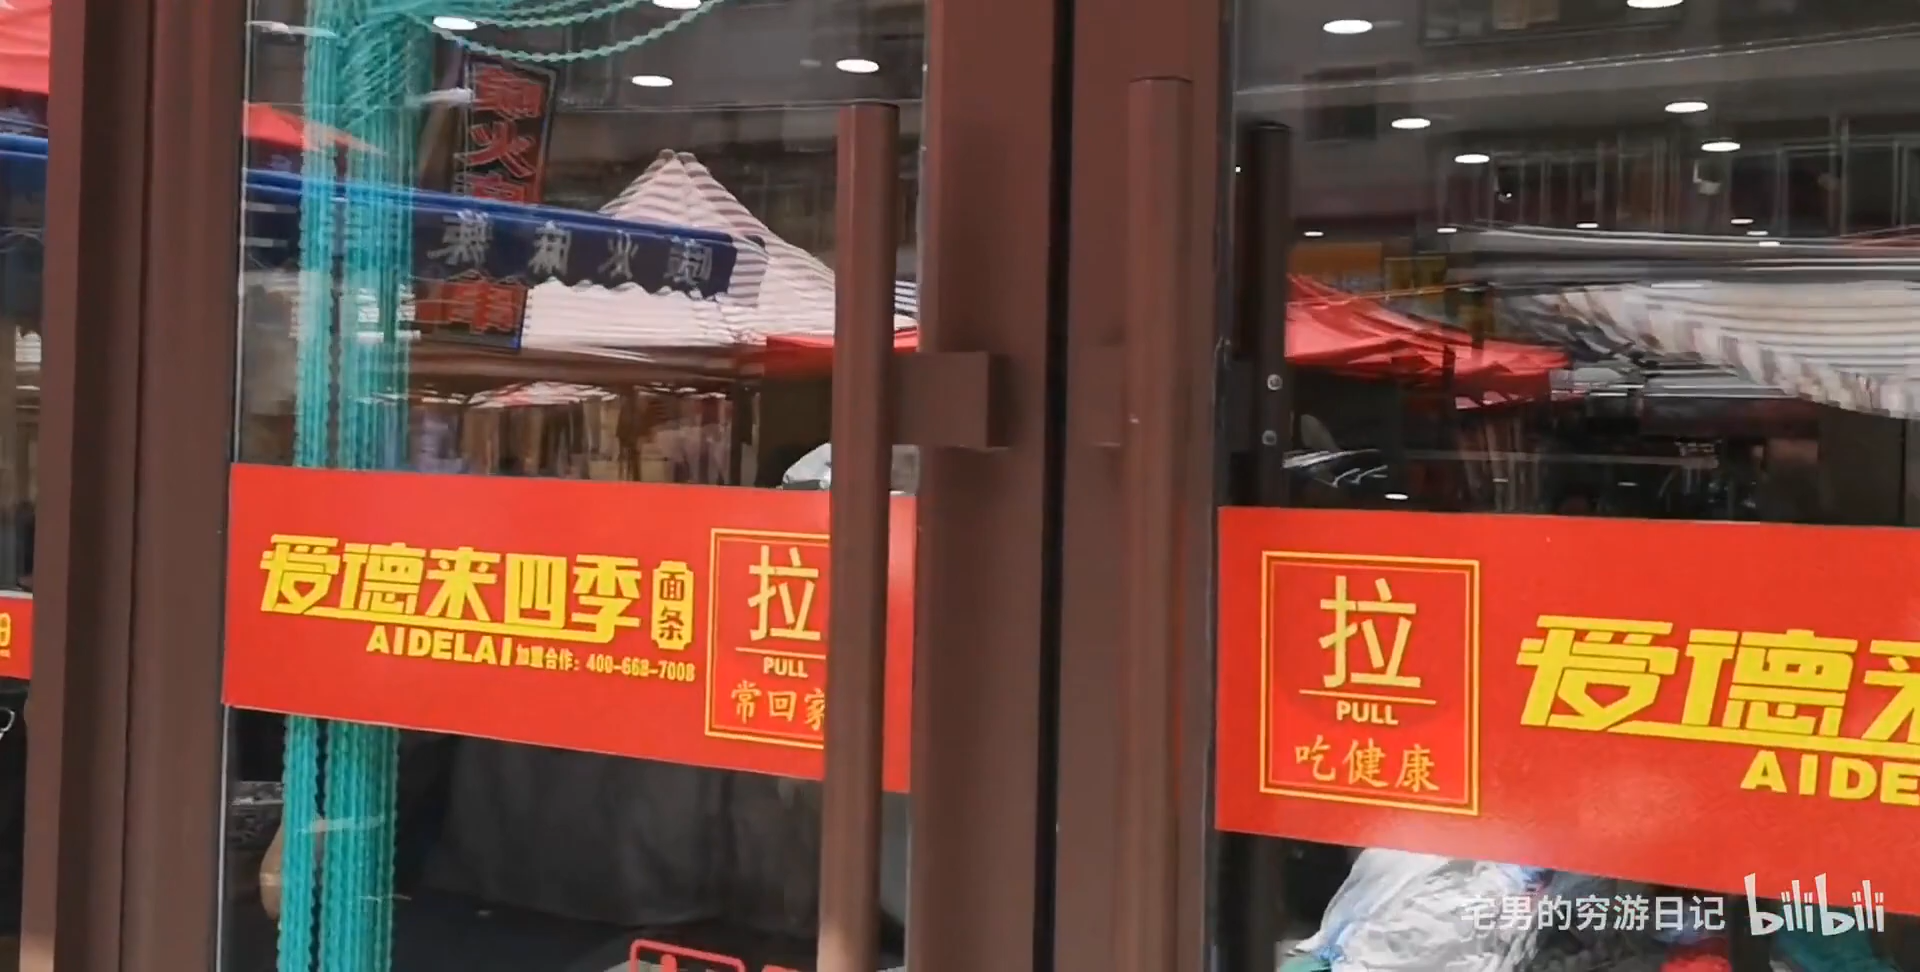 爱德来四季
面条
AIDELAI 加盟合作：400-668-7008
拉
PULL
常回家
拉
PULL
吃健康
爱德来
AIDE
宅男的穷游日记 bilibili